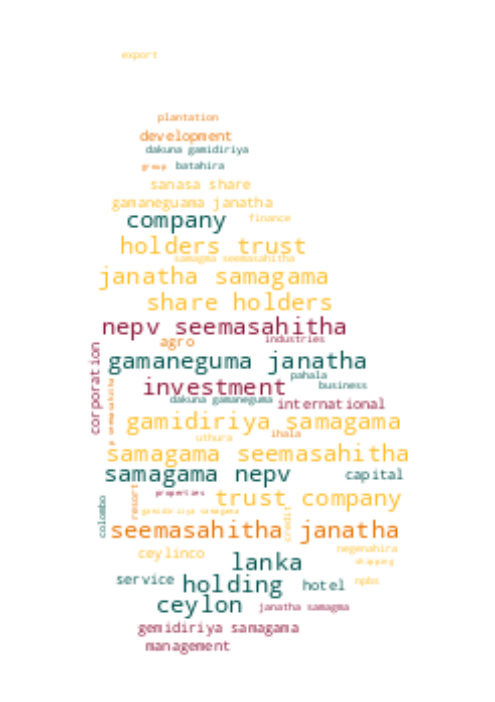 export
plantation
development
dakuna gamidiriya
group batahira
sanasa share
gamaneguama janatha
company finance
holders trust
samagma seemasahitha
janatha samagama
share holders
nepv seemasahitha
agro industries
corporation
gamaneguma janatha
pahala
investment business
dakuna gamaneguma international
gamidiriya samagama
uthura ihala
samagama seemasahitha
samagama nepv capital
properties
resort
trust company
colombo
gamidiriya samagama
credit
seemasahitha janatha
ceylinco negenahira
lanka shipping
service holding hotel npbs
ceylon janatha samagma
gemidiriya samagama
management